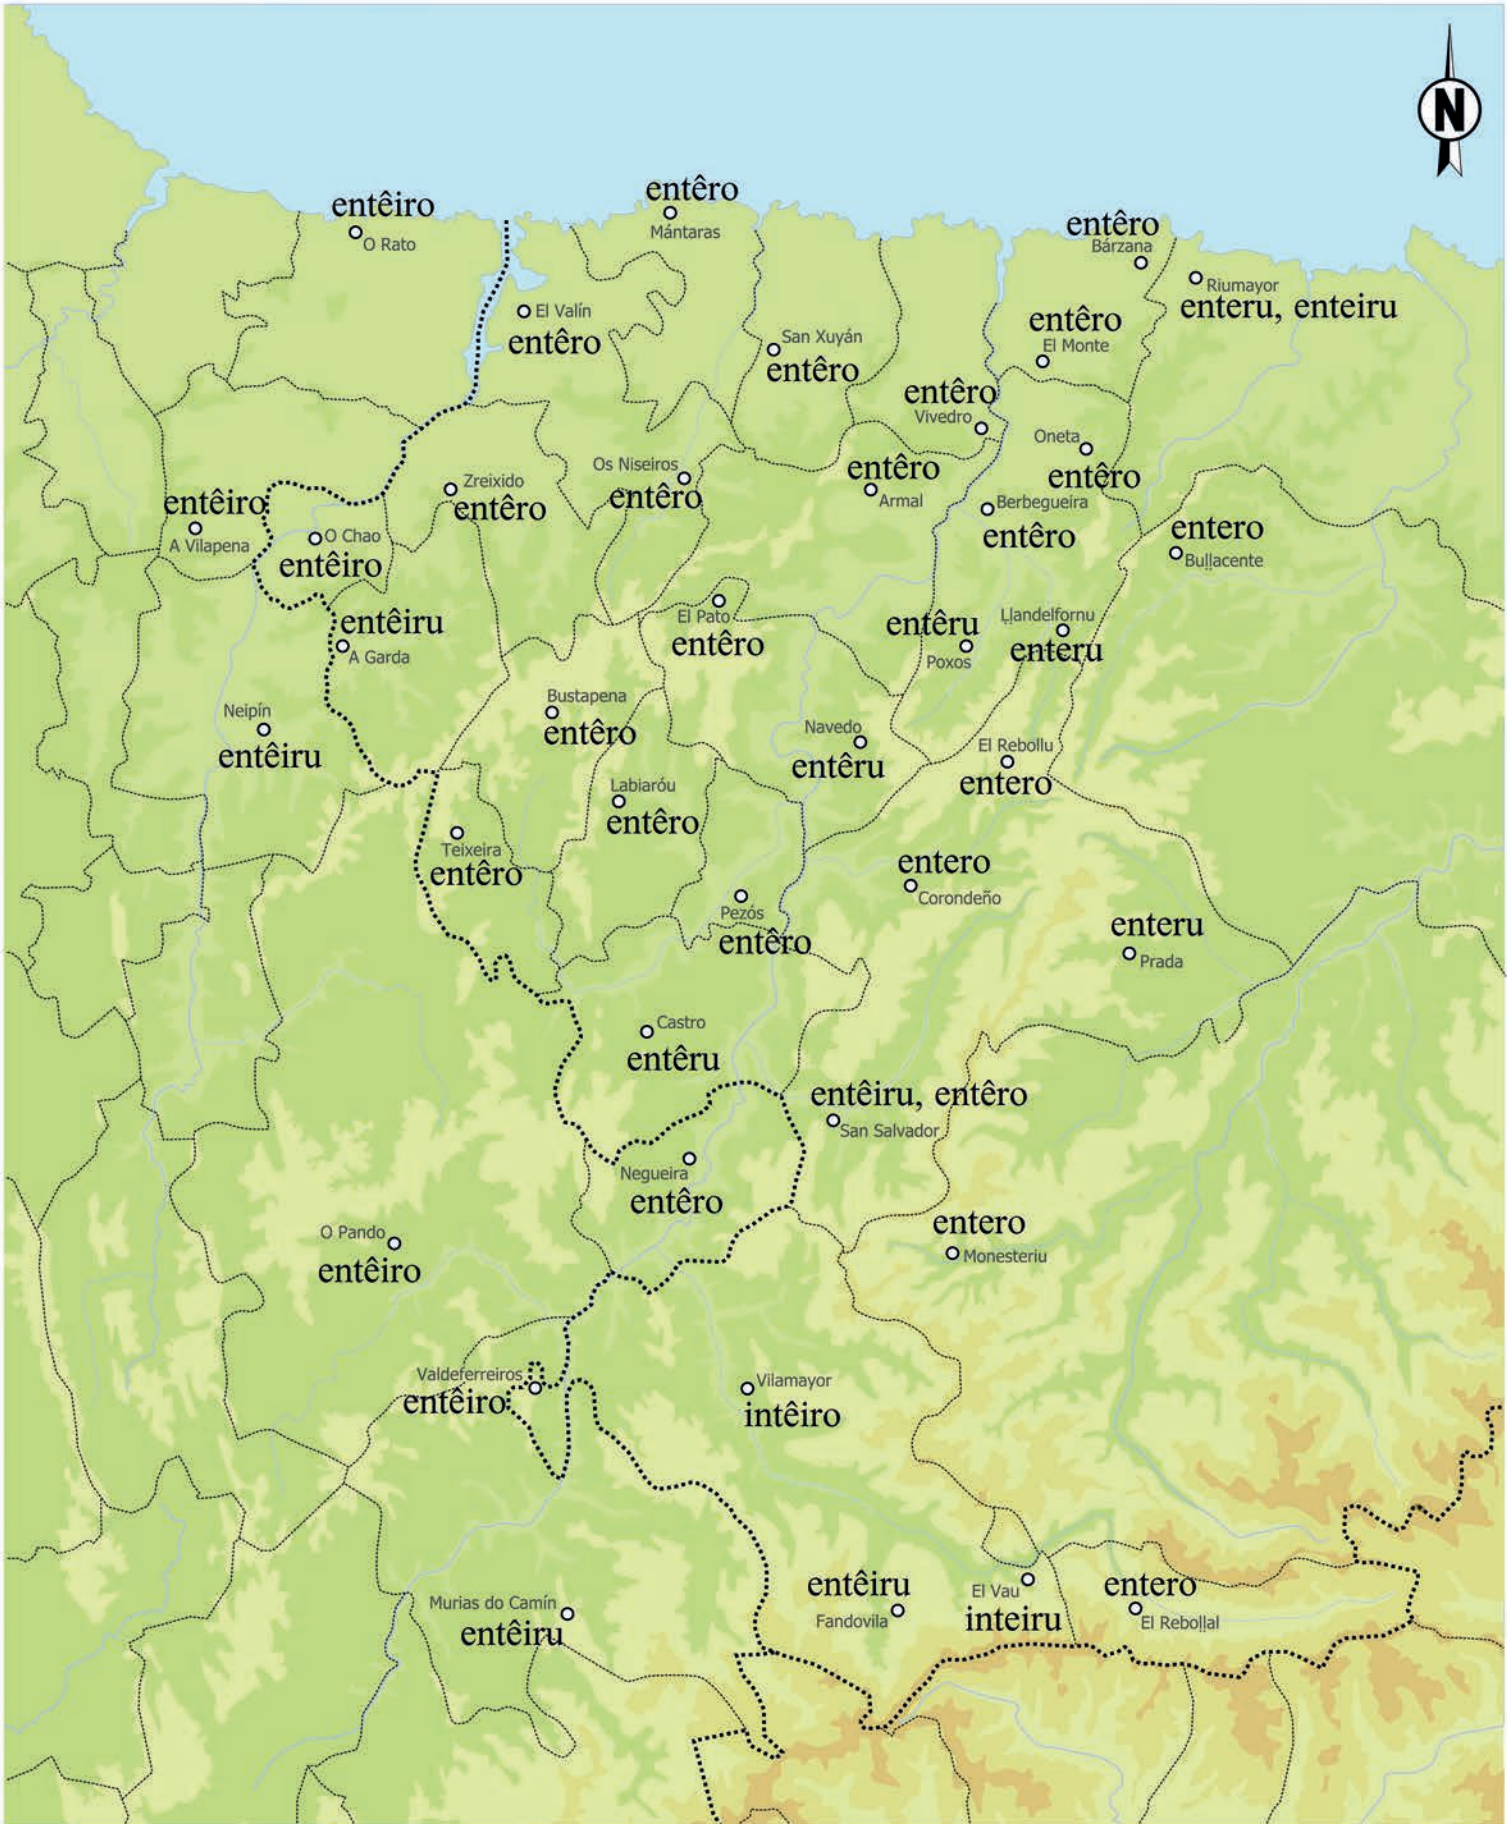 N
entêiro
O Rato
entêro
Mántaras
entêro
Bárzana
Riumayor
enteru, enteiru
El Valín
entêro
San Xuyán
entêro
entêro
El Monte
entêro
Vivedro
Oneta
entêro
Os Niseiros
entêro
entêro
Armal
Zreixido
entêro
Berbegueira
entêro
entêiro
A Vilapena
O Chao
entêiro
entero
Buḷḷacente
El Pato
entêro
entêru
Poxos
Ḷḷandelfornu
enteru
entêiru
A Garda
Neipín
entêiru
Bustapena
entêro
Navedo
entêru
El Rebollu
entero
Labiaróu
entêro
Teixeira
entêro
entero
Corondeño
Pezós
entêro
enteru
Prada
Castro
entêru
entêiru, entêro
San Salvador
Negueira
entêro
O Pando
entêiro
entero
Monesteriu
Valdeferreiros
entêiro
Vilamayor
intêiro
entêiru
Fandovila
El Vau
inteiru
entero
El Reboḷḷal
Murias do Camín
entêiru